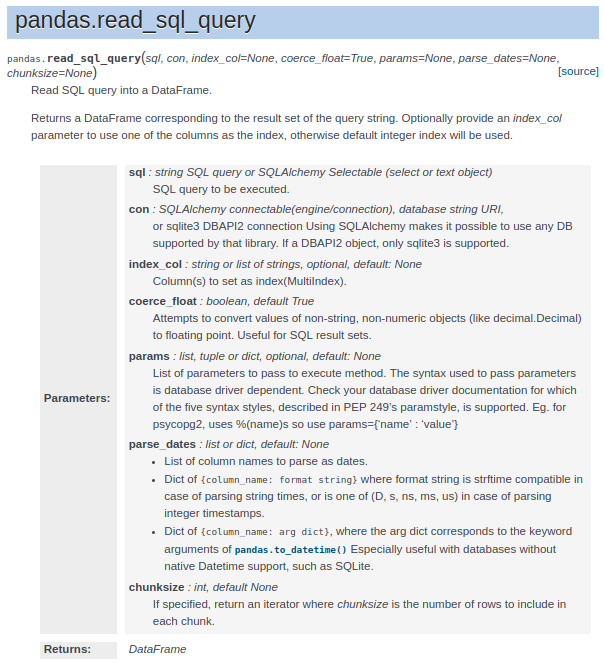 pandas.read_sql_query
pandas.read_sql_query(sql, con, index_col=None, coerce_float=True, params=None, parse_dates=None,
chunksize=None) [source]
Read SQL query into a DataFrame.
Returns a DataFrame corresponding to the result set of the query string. Optionally provide an index_col
parameter to use one of the columns as the index, otherwise default integer index will be used.
sql : string SQL query or SQLAlchemy Selectable (select or text object)
SQL query to be executed.
con : SQLAlchemy connectable(engine/connection), database string URI,
or sqlite3 DBAPI2 connection Using SQLAlchemy makes it possible to use any DB
supported by that library. If a DBAPI2 object, only sqlite3 is supported.
index_col : string or list of strings, optional, default: None
Column(s) to set as index(MultiIndex).
coerce_float : boolean, default True
Attempts to convert values of non-string, non-numeric objects (like decimal.Decimal)
to floating point. Useful for SQL result sets.
params : list, tuple or dict, optional, default: None
List of parameters to pass to execute method. The syntax used to pass parameters
is database driver dependent. Check your database driver documentation for which
Parameters: of the five syntax styles, described in PEP 249’s paramstyle, is supported. Eg. for
psycopg2, uses %(name)s so use params={‘name’ : ‘value’}
parse_dates : list or dict, default: None
• List of column names to parse as dates.
• Dict of {column_name: format string} where format string is strftime compatible in
case of parsing string times, or is one of (D, s, ns, ms, us) in case of parsing
integer timestamps.
• Dict of {column_name: arg dict}, where the arg dict corresponds to the keyword
arguments of pandas.to_datetime() Especially useful with databases without
native Datetime support, such as SQLite.
chunksize : int, default None
If specified, return an iterator where chunksize is the number of rows to include in
each chunk.
Returns: DataFrame